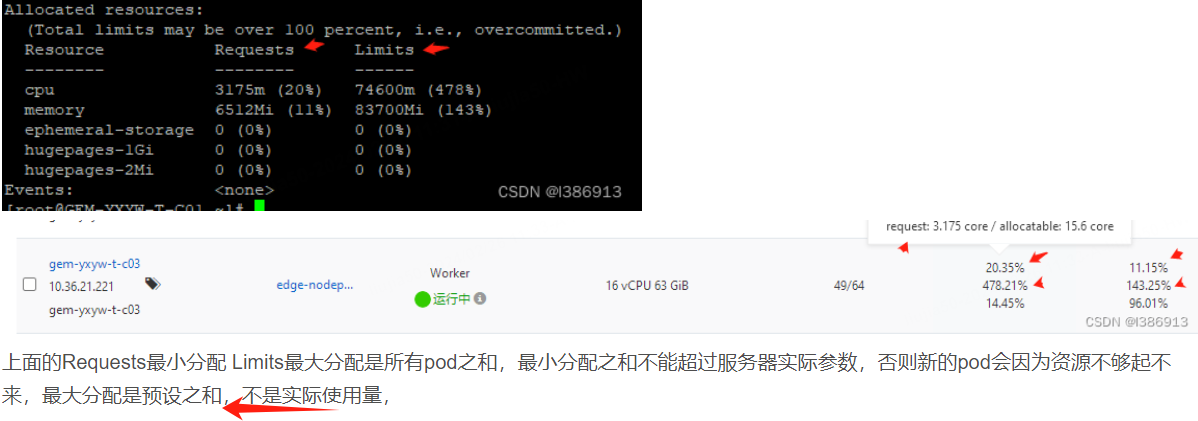 Allocated resources:
(Total limits may be over 100 percent, i.e., overcommitted.)
Resource Requests Limits
-------- -------- ------
cpu 3175m (20%) 74600m (478%)
memory 6512Mi (11%) 83700Mi (143%)
ephemeral-storage 0 (0%) 0 (0%)
hugepages-1Gi 0 (0%) 0 (0%)
hugepages-2Mi 0 (0%) 0 (0%)
Events: <none>
[root@GEM-YXYW-T-C01 ~]#
CSDN @l386913
request: 3.175 core / allocatable: 15.6 core
gem-yxyw-t-c03
10.36.21.221
gem-yxyw-t-c03
edge-nodep...
Worker
运行中
16 vCPU 63 GiB
49/64
20.35%
478.21%
14.45%
11.15%
143.25%
96.01%
CSDN @l386913
上面的Requests最小分配 Limits最大分配是所有pod之和，最小分配之和不能超过服务器实际参数，否则新的pod会因为资源不够起不
来，最大分配是预设之和，不是实际使用量，